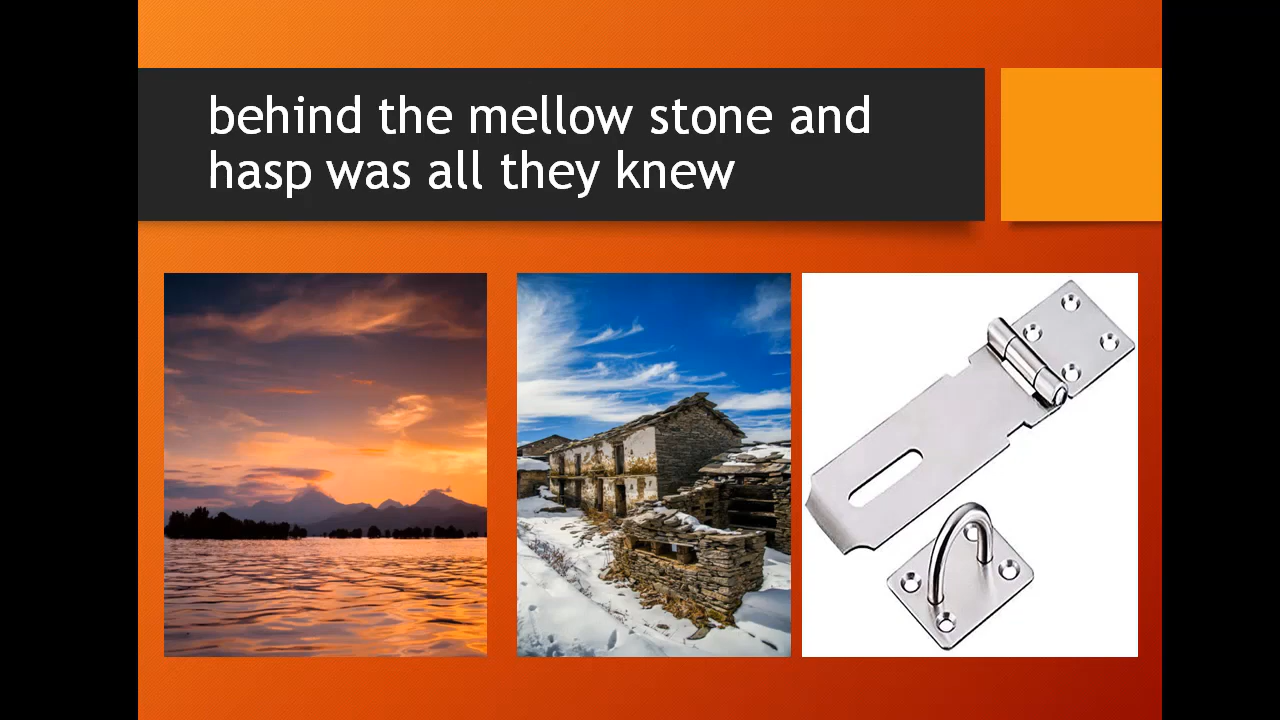 behind the mellow stone and
hasp was all they knew